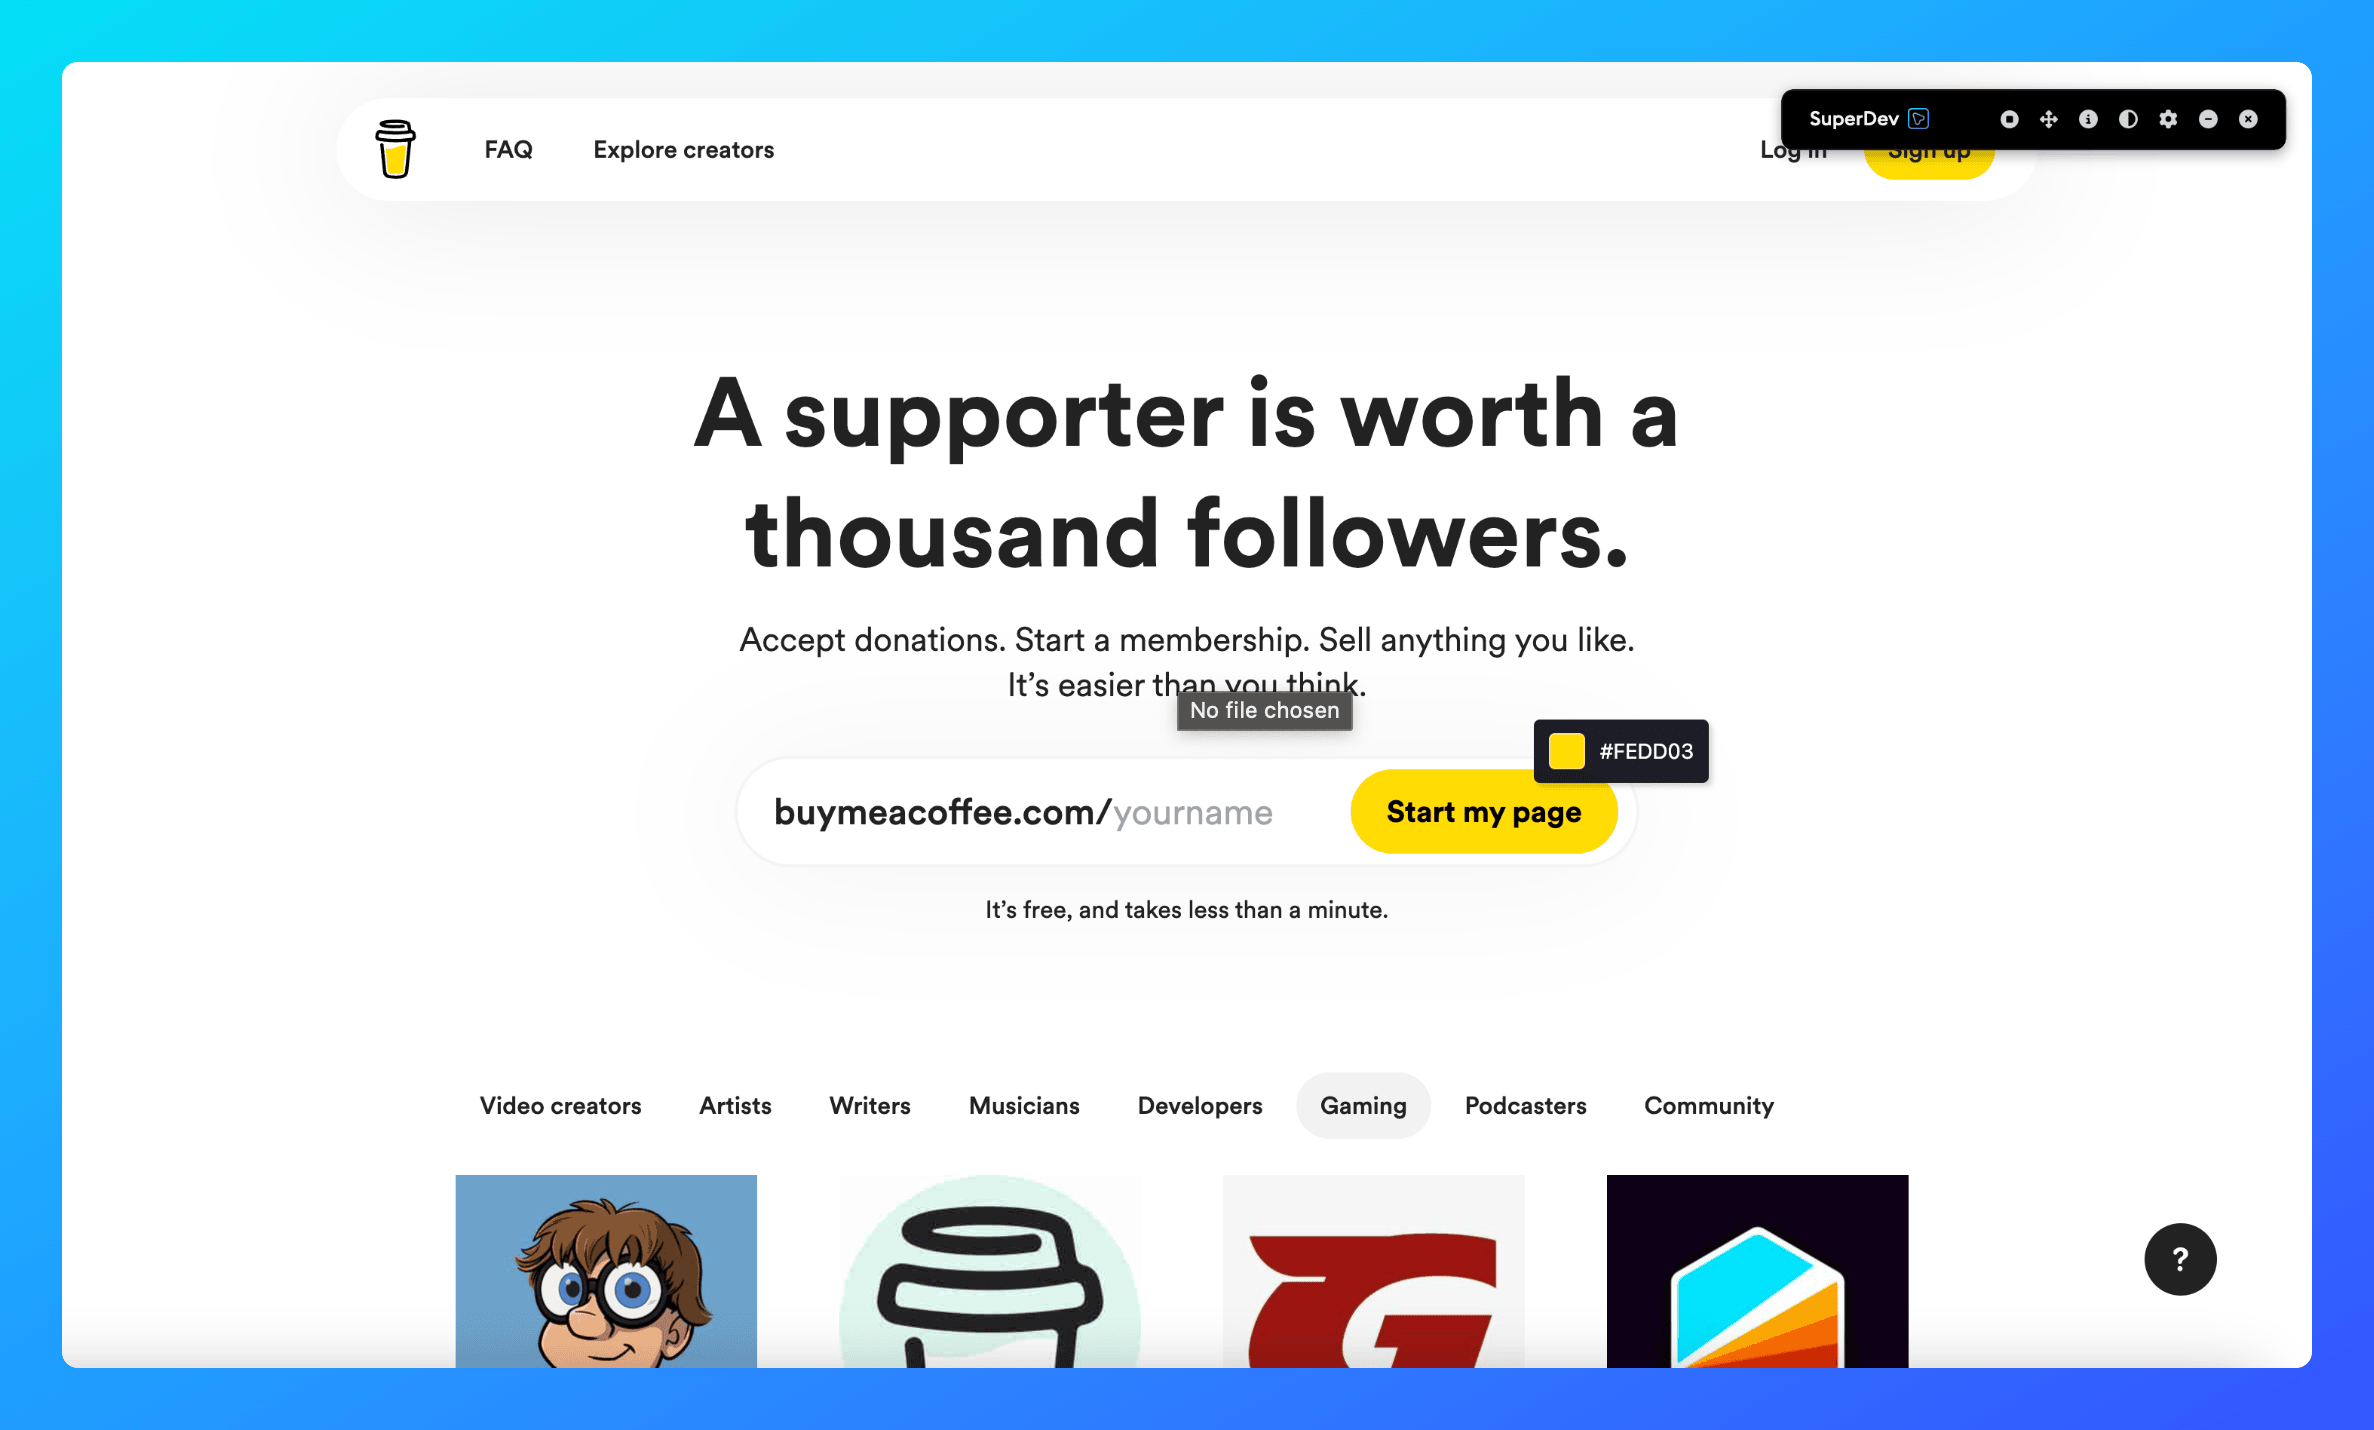 SuperDev
FAQ
Explore creators
Log in
Sign up
A supporter is worth a
thousand followers.
Accept donations. Start a membership. Sell anything you like.
It’s easier than you think.
No file chosen
#FEDD03
buymeacoffee.com/yourname
Start my page
It’s free, and takes less than a minute.
Video creators
Artists
Writers
Musicians
Developers
Gaming
Podcasters
Community
G
?